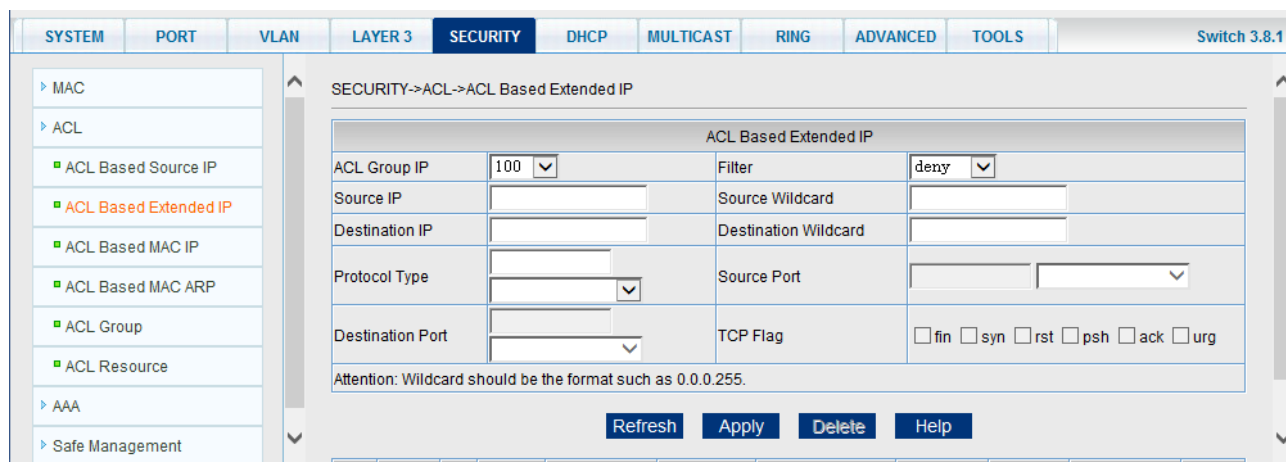 SYSTEM PORT VLAN LAYER 3 SECURITY DHCP MULTICAST RING ADVANCED TOOLS Switch 3.8.1
MAC
ACL
ACL Based Source IP
ACL Based Extended IP
ACL Based MAC IP
ACL Based MAC ARP
ACL Group
ACL Resource
AAA
Safe Management
SECURITY->ACL->ACL Based Extended IP
ACL Based Extended IP
ACL Group IP 100 Filter deny
Source IP Source Wildcard
Destination IP Destination Wildcard
Protocol Type Source Port
Destination Port TCP Flag fin syn rst psh ack urg
Attention: Wildcard should be the format such as 0.0.0.255.
Refresh Apply Delete Help